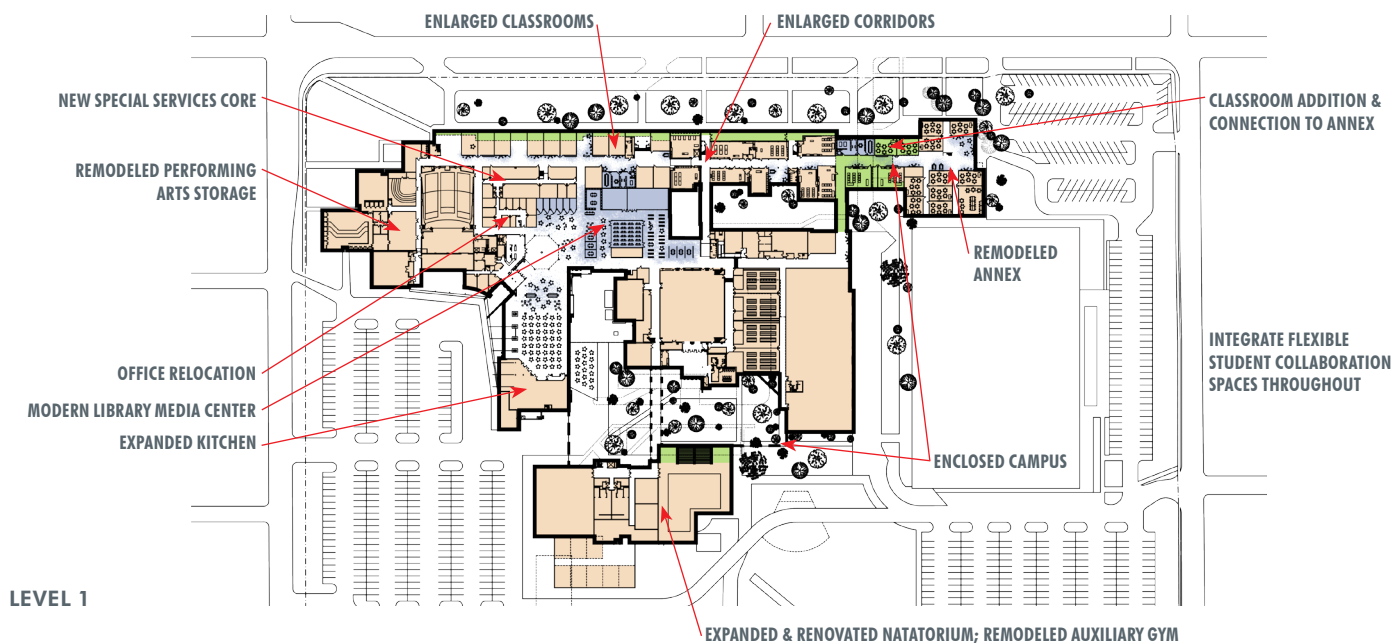 ENLARGED CLASSROOMS
ENLARGED CORRIDORS
NEW SPECIAL SERVICES CORE
CLASSROOM ADDITION &
CONNECTION TO ANNEX
REMODELED PERFORMING
ARTS STORAGE
REMODELED
ANNEX
INTEGRATE FLEXIBLE
STUDENT COLLABORATION
SPACES THROUGHOUT
OFFICE RELOCATION
MODERN LIBRARY MEDIA CENTER
EXPANDED KITCHEN
ENCLOSED CAMPUS
LEVEL 1
EXPANDED & RENOVATED NATATORIUM; REMODELED AUXILIARY GYM